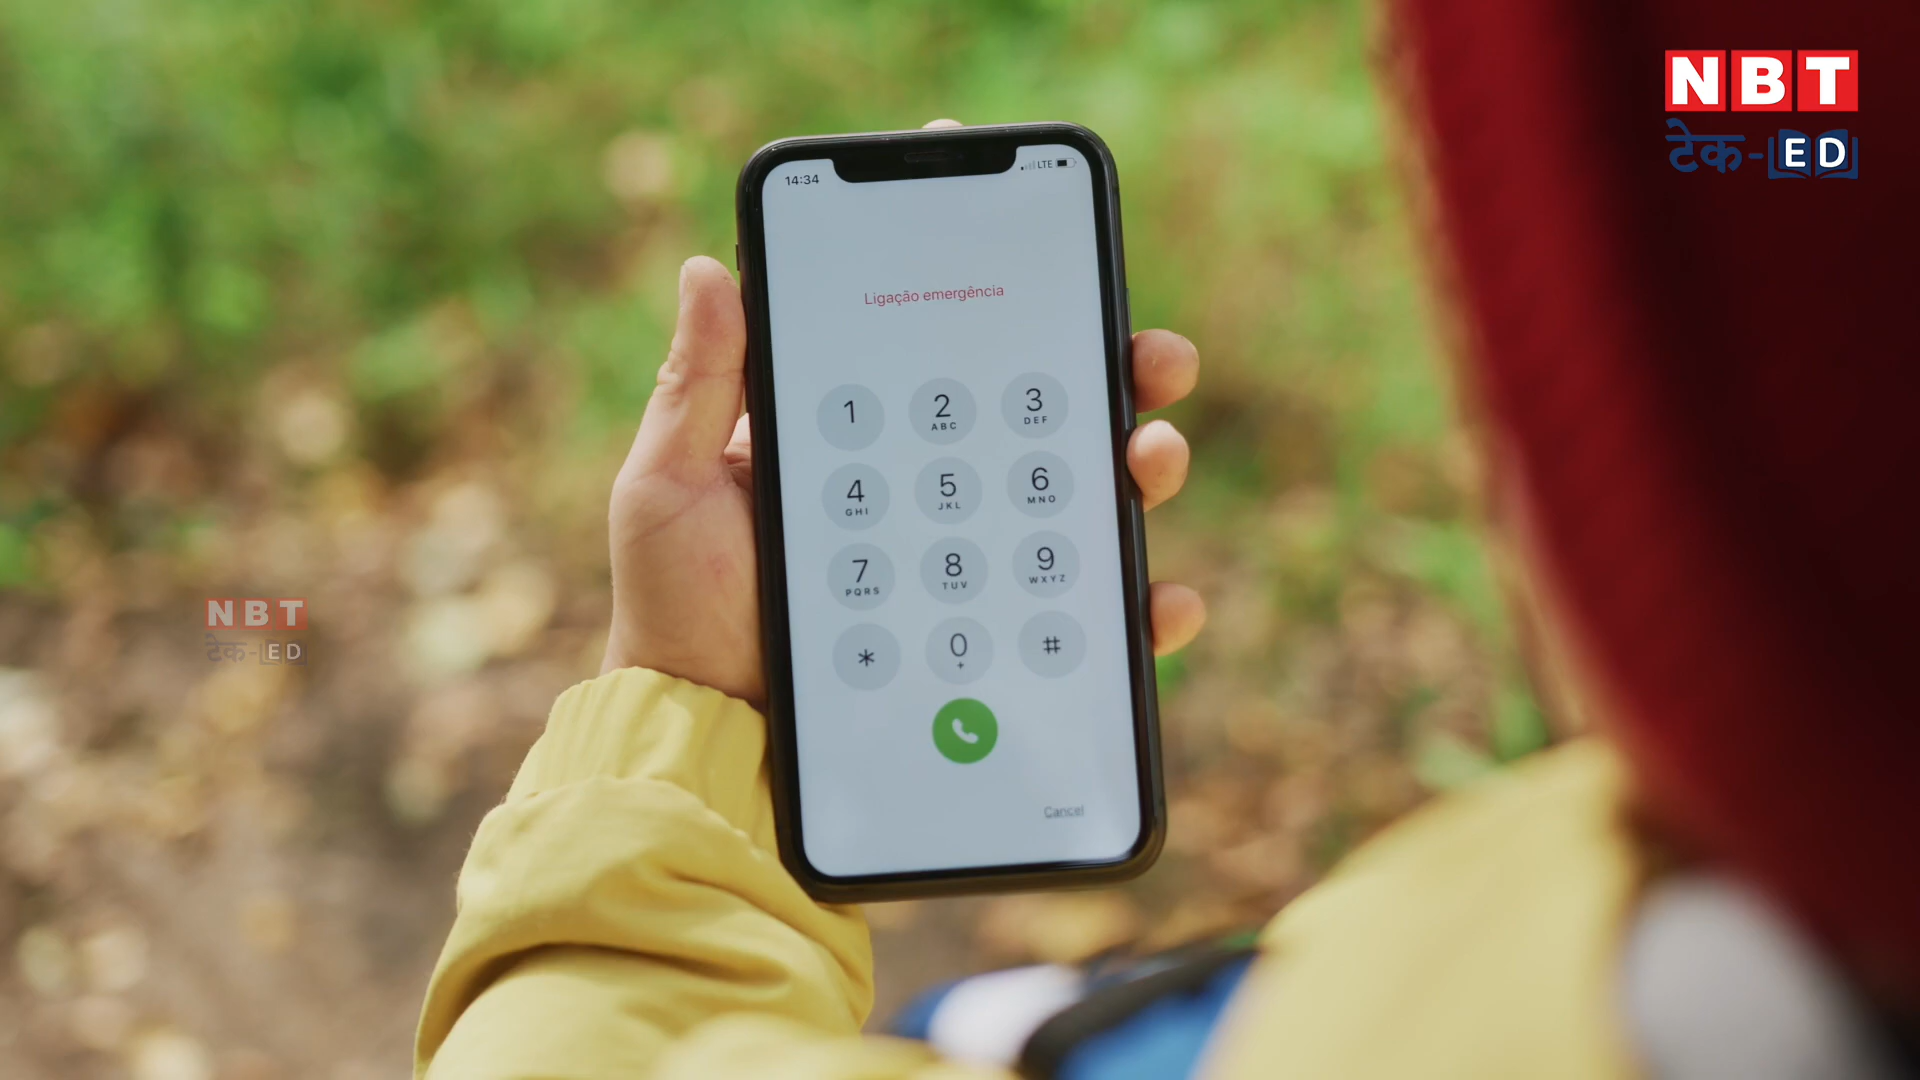 NBT
टेक-ED
14:34
LTE
Ligação emergência
1
2
ABC
3
DEF
4
GHI
5
JKL
6
MNO
7
PQRS
8
TUV
9
WXYZ
*
0
+
#
Cancel
NBT
टेक-ED